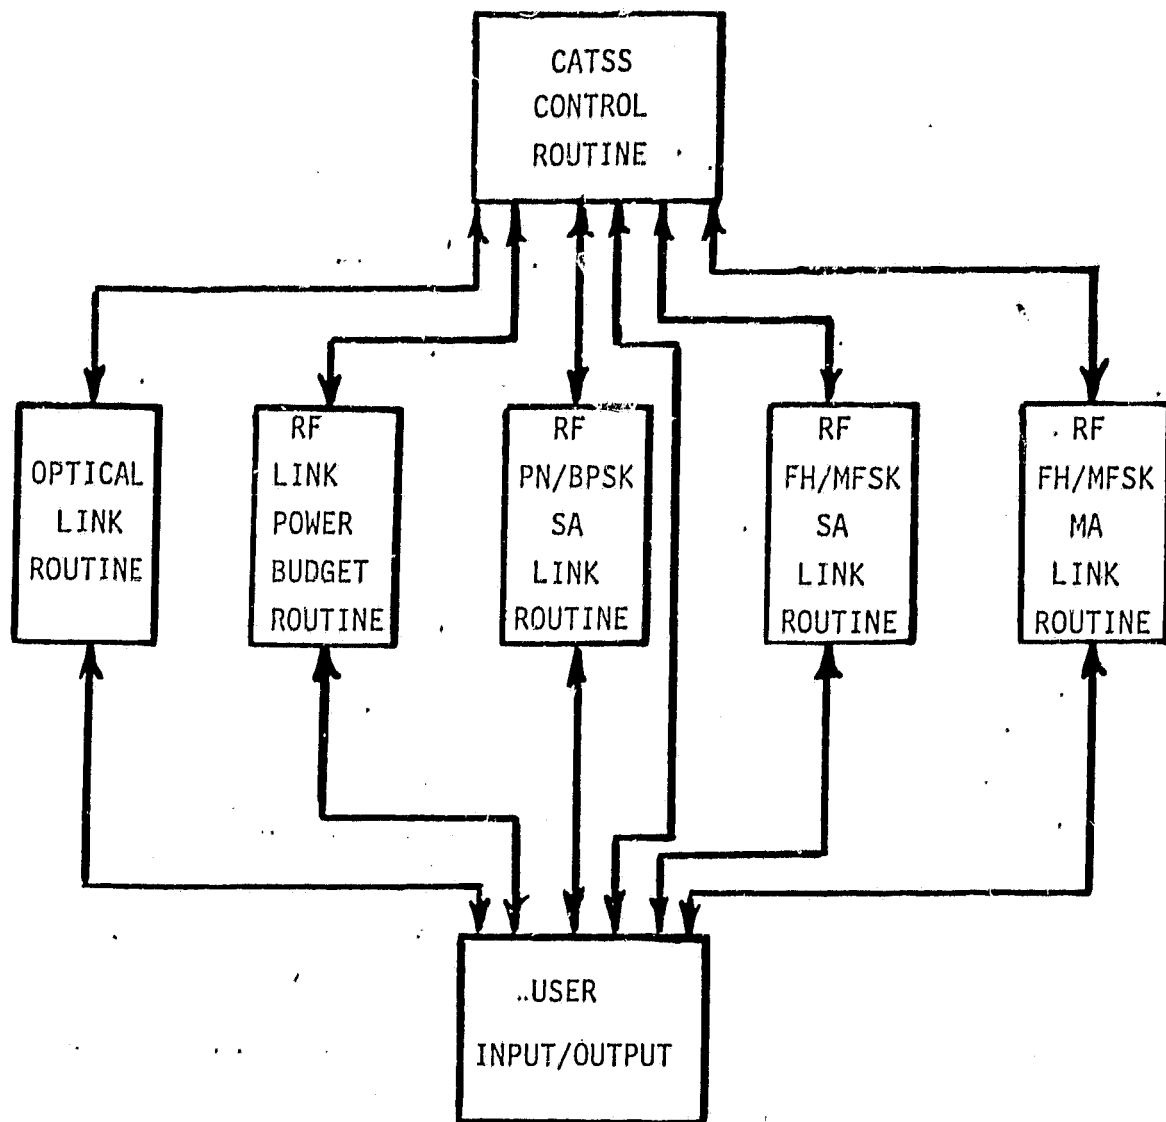 CATSS
CONTROL
ROUTINE
OPTICAL
LINK
ROUTINE
RF
LINK
POWER
BUDGET
ROUTINE
RF
PN/BPSK
SA
LINK
ROUTINE
RF
FH/MFSK
SA
LINK
ROUTINE
RF
FH/MFSK
MA
LINK
ROUTINE
USER
INPUT/OUTPUT